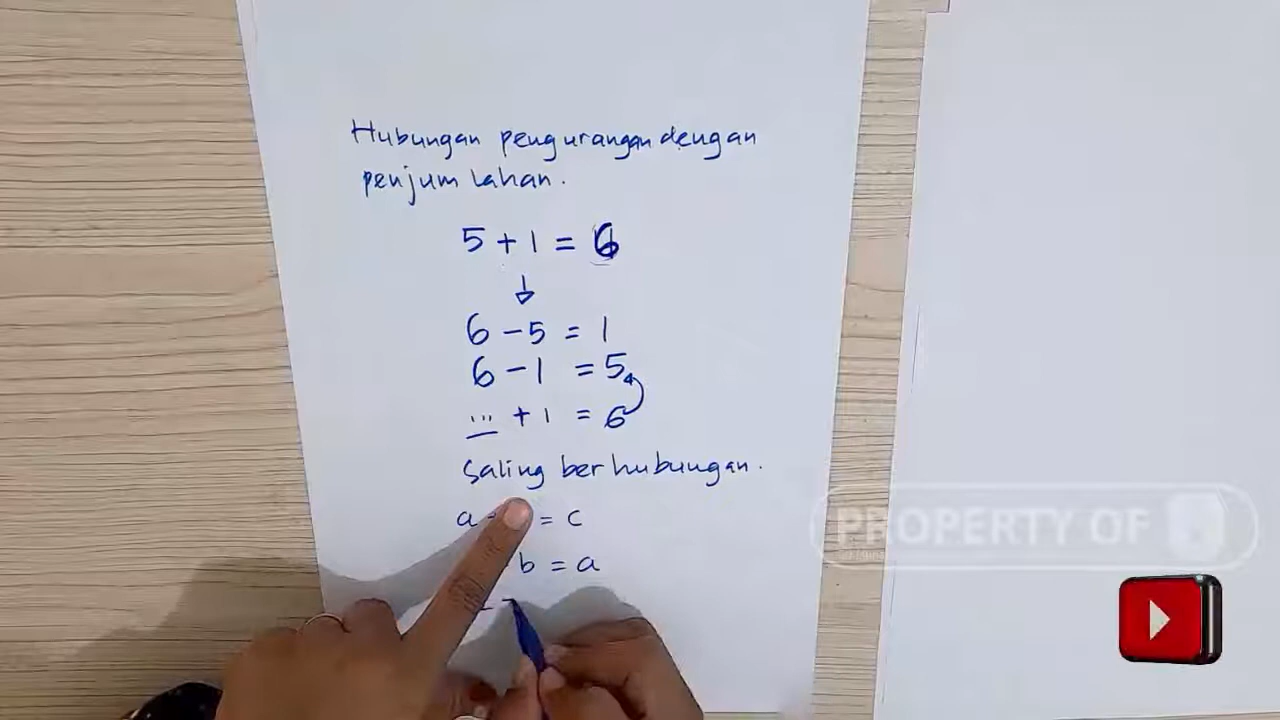 Hubungan pengurangan dengan
penjumlahan.
5 + 1 = 6
↓
6 - 5 = 1
6 - 1 = 5
... + 1 = 6
Saling berhubungan.
a = c
b = a
PROPERTY OF